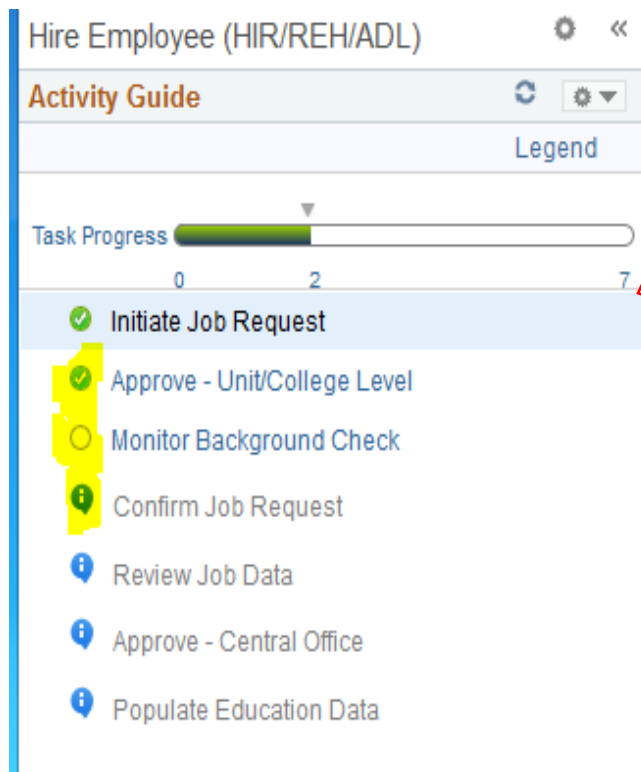 Hire Employee (HIR/REH/ADL)
Activity Guide
Legend
Task Progress
0 2 7
Initiate Job Request
Approve - Unit/College Level
Monitor Background Check
Confirm Job Request
Review Job Data
Approve - Central Office
Populate Education Data